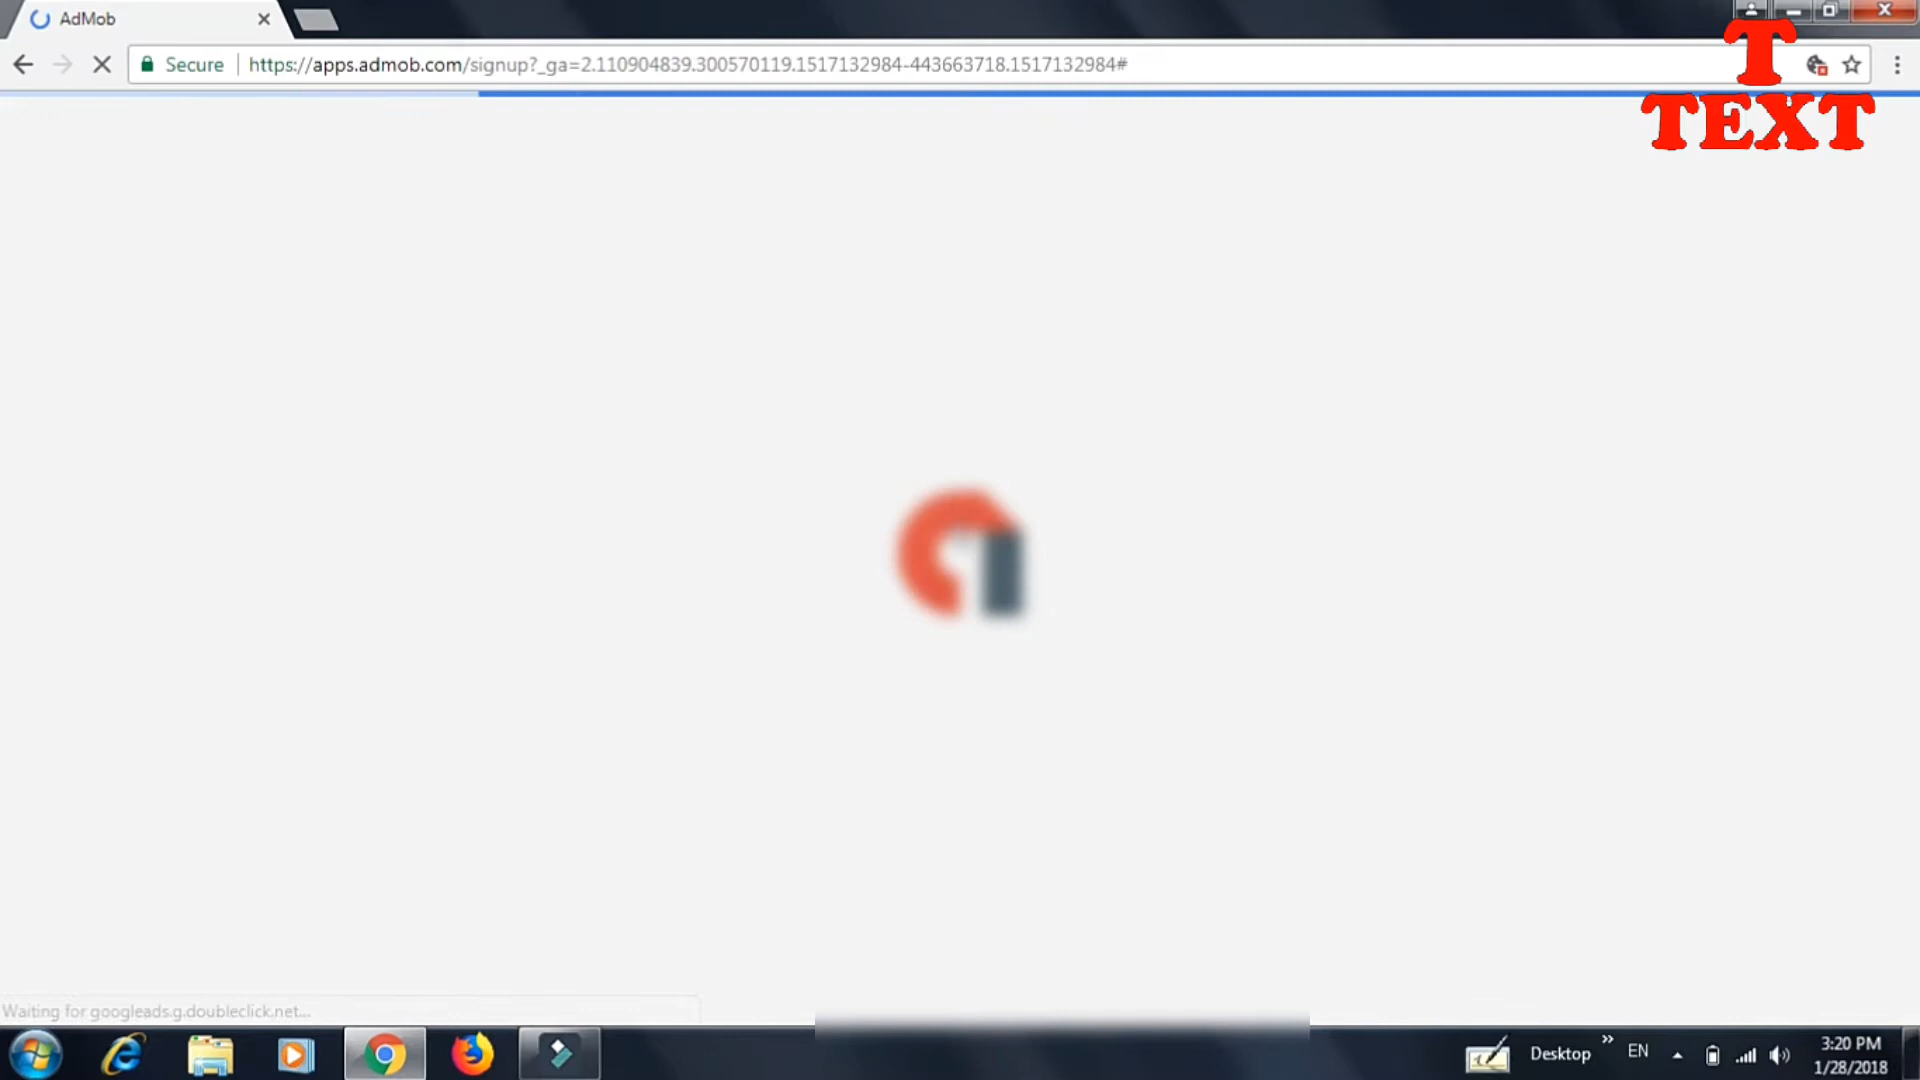 AdMob
Secure
https://apps.admob.com/signup?_ga=2.110904839.300570119.1517132984-443663718.1517132984#
T
TEXT
Waiting for googleads.g.doubleclick.net...
Desktop
EN
3:20 PM
1/28/2018